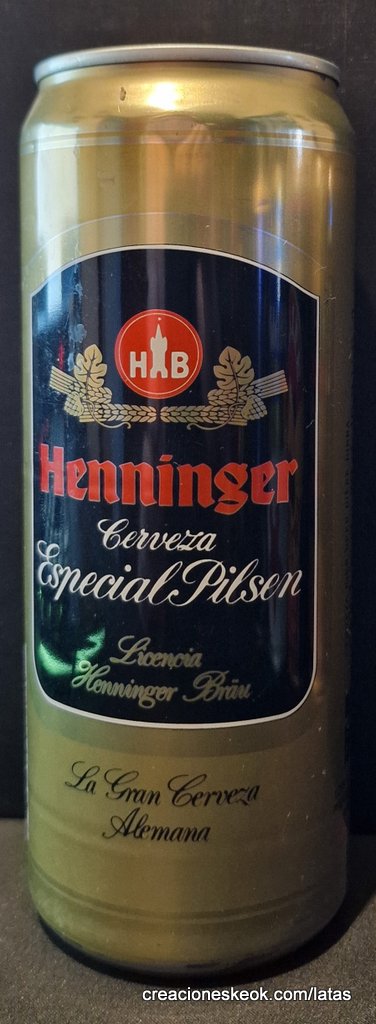 HB
Henninger
Cerveza
Especial Pilsen
Licencia
Henninger Bräu
La Gran Cerveza
Alemana
creacioneskeok.com/latas